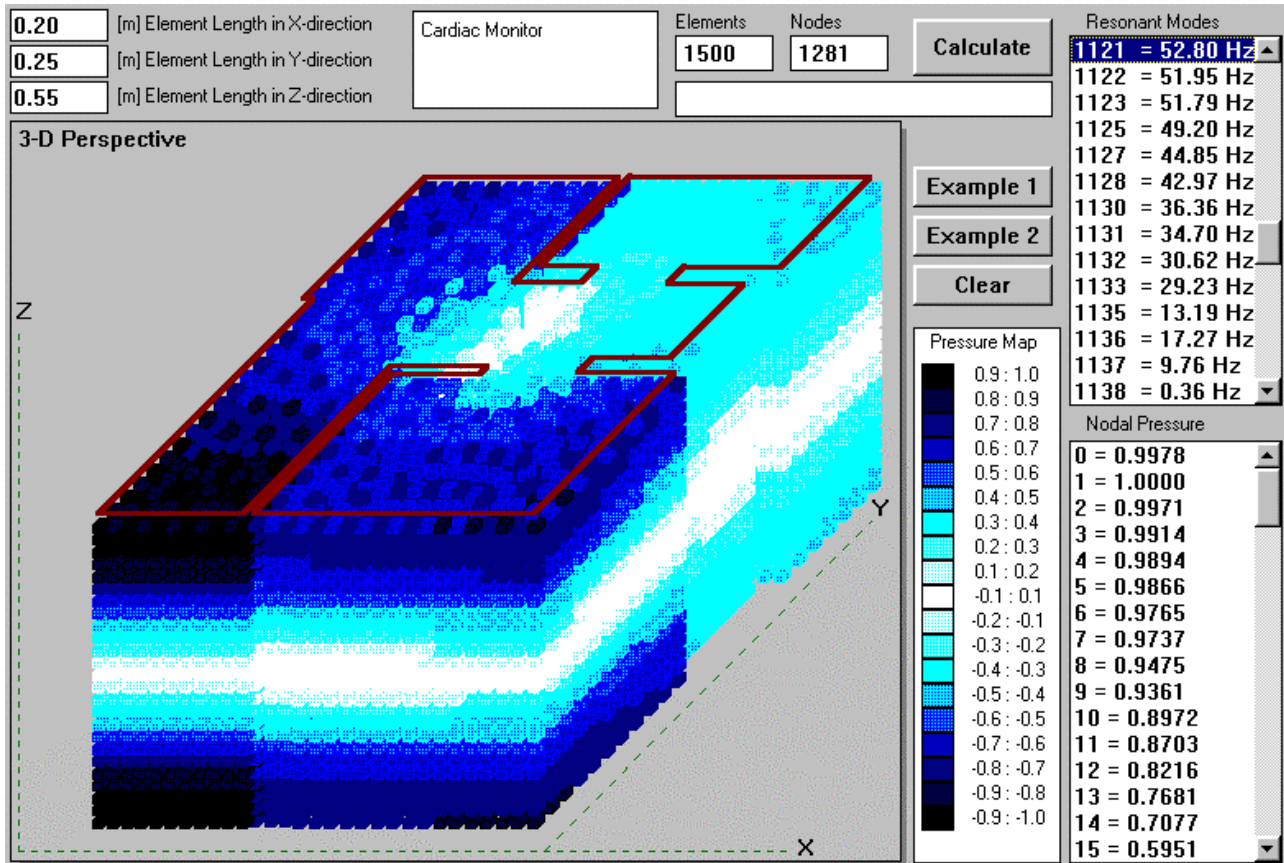 0.20 [m] Element Length in X-direction
0.25 [m] Element Length in Y-direction
0.55 [m] Element Length in Z-direction
Cardiac Monitor
Elements
1500
Nodes
1281
Calculate
3-D Perspective
Z
Y
X
Example 1
Example 2
Clear
Pressure Map
0.9 : 1.0
0.8 : 0.9
0.7 : 0.8
0.6 : 0.7
0.5 : 0.6
0.4 : 0.5
0.3 : 0.4
0.2 : 0.3
0.1 : 0.2
-0.1 : 0.1
-0.2 : -0.1
-0.3 : -0.2
-0.4 : -0.3
-0.5 : -0.4
-0.6 : -0.5
-0.7 : -0.6
-0.8 : -0.7
-0.9 : -0.8
-0.9 : -1.0
Resonant Modes
1121 = 52.80 Hz
1122 = 51.95 Hz
1123 = 51.79 Hz
1125 = 49.20 Hz
1127 = 44.85 Hz
1128 = 42.97 Hz
1130 = 36.36 Hz
1131 = 34.70 Hz
1132 = 30.62 Hz
1133 = 29.23 Hz
1135 = 13.19 Hz
1136 = 17.27 Hz
1137 = 9.76 Hz
1138 = 0.36 Hz
Nodal Pressure
0 = 0.9978
1 = 1.0000
2 = 0.9971
3 = 0.9914
4 = 0.9894
5 = 0.9866
6 = 0.9765
7 = 0.9737
8 = 0.9475
9 = 0.9361
10 = 0.8972
11 = 0.8703
12 = 0.8216
13 = 0.7681
14 = 0.7077
15 = 0.5951